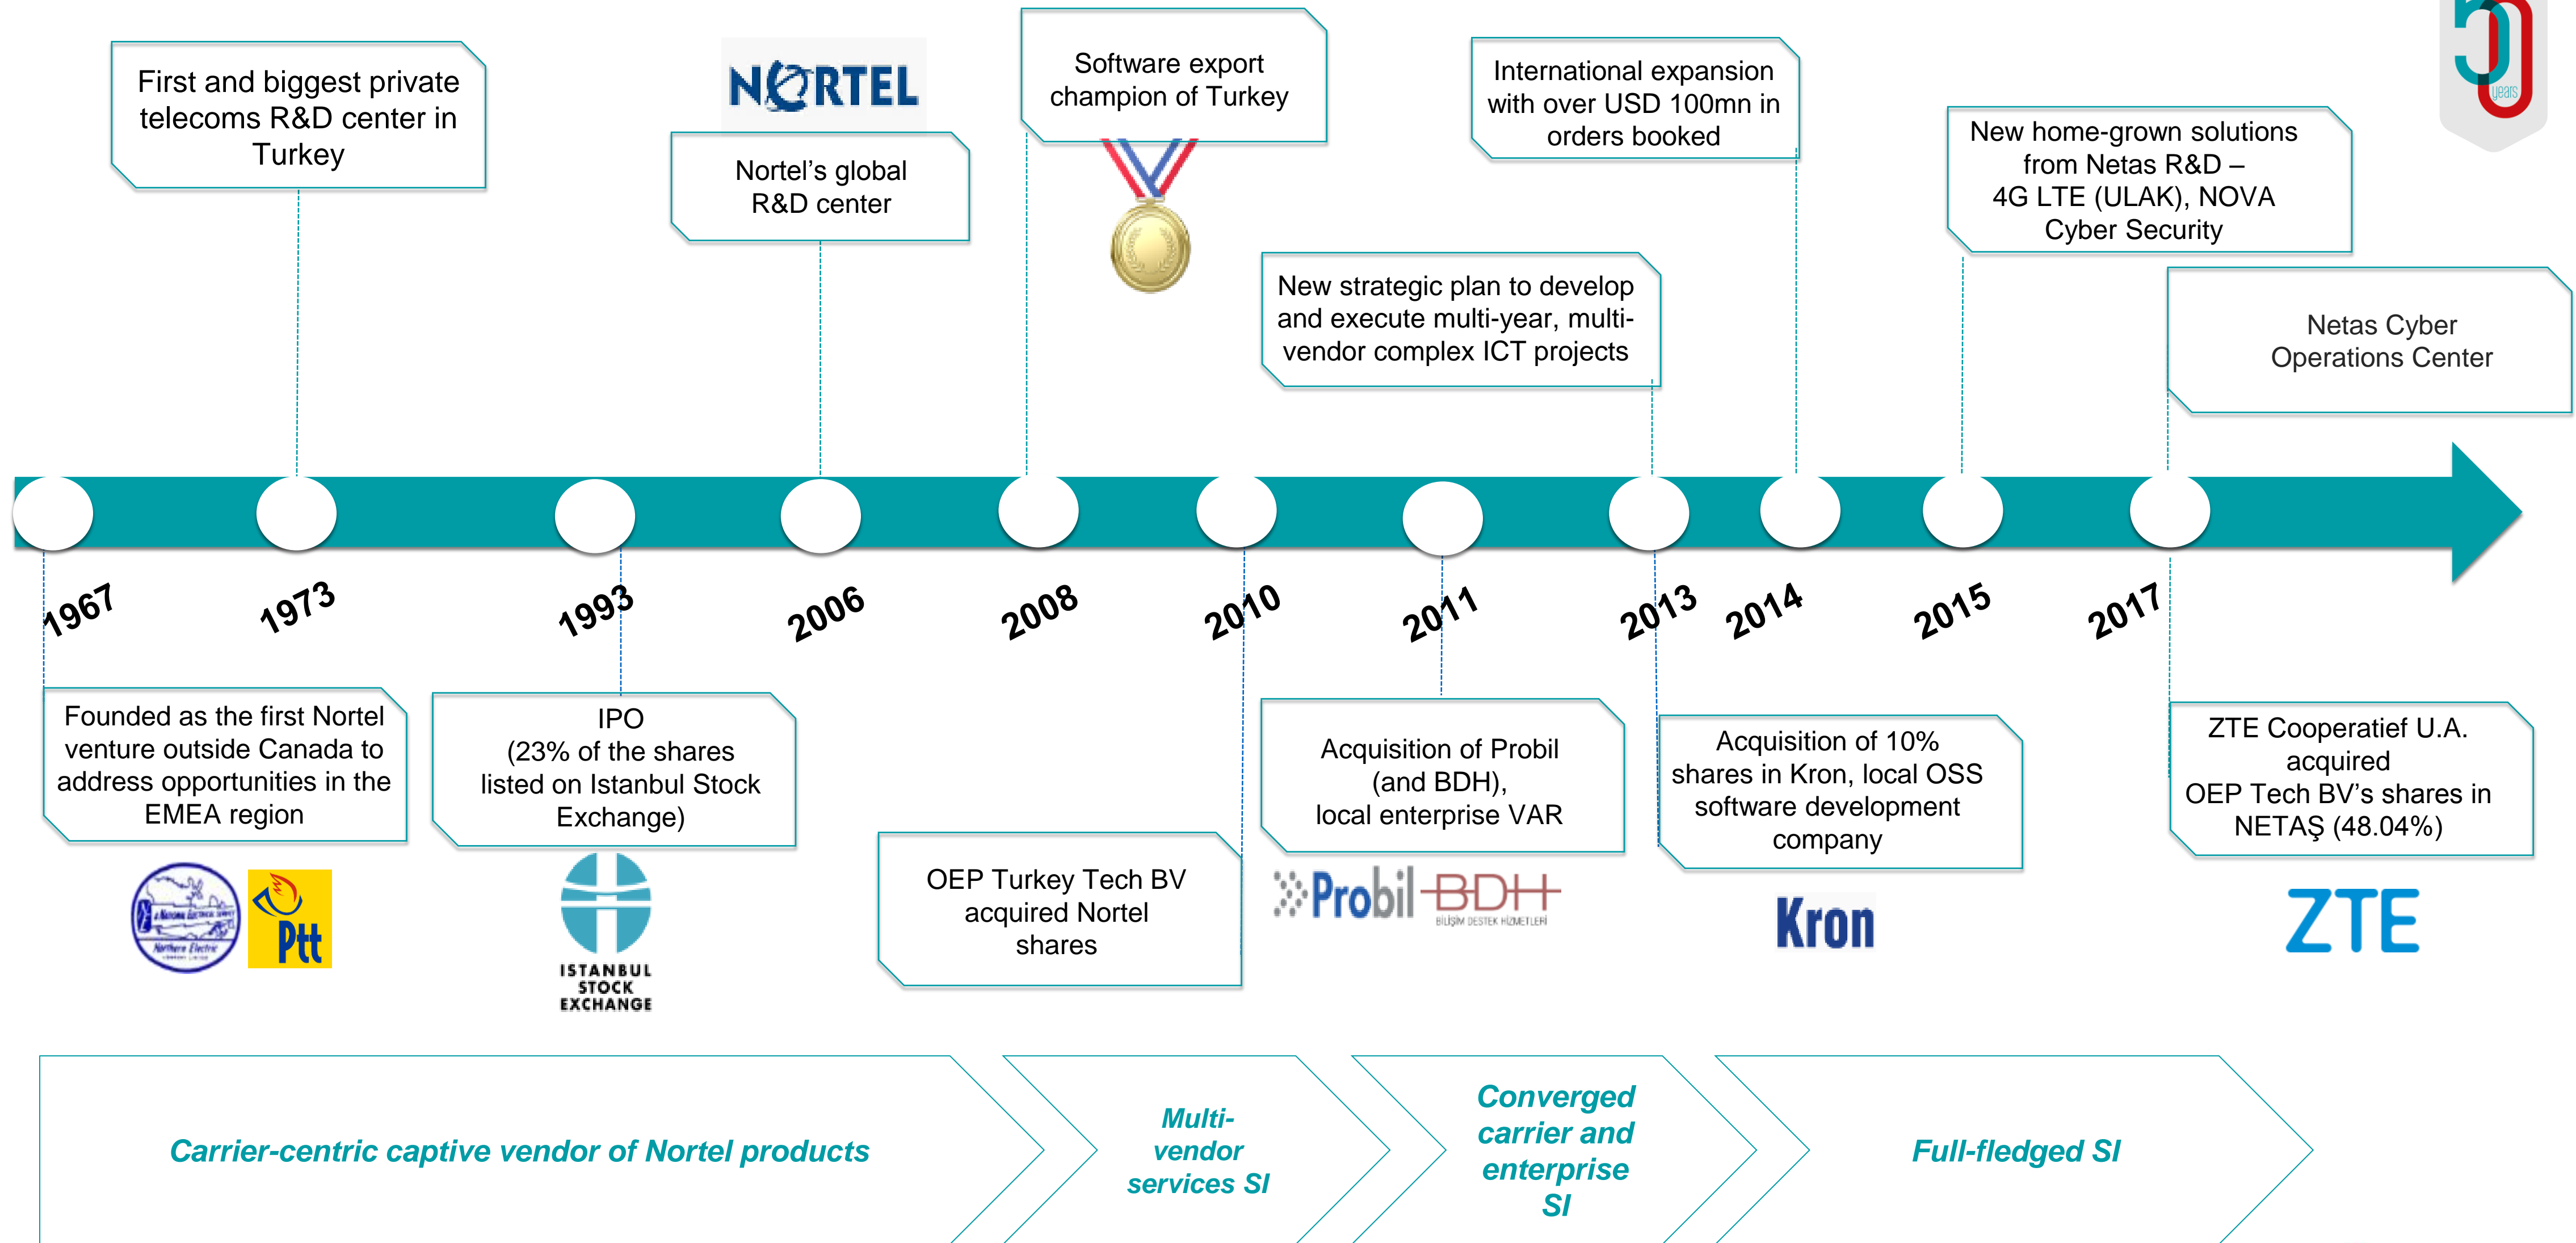 50
years
First and biggest private
telecoms R&D center in
Turkey
NORTEL
Nortel’s global
R&D center
Software export
champion of Turkey
International expansion
with over USD 100mn in
orders booked
New strategic plan to develop
and execute multi-year, multi-
vendor complex ICT projects
New home-grown solutions
from Netas R&D –
4G LTE (ULAK), NOVA
Cyber Security
Netas Cyber
Operations Center
1967
1973
1993
2006
2008
2010
2011
2013
2014
2015
2017
Founded as the first Nortel
venture outside Canada to
address opportunities in the
EMEA region
Northern Electric
Ptt
IPO
(23% of the shares
listed on Istanbul Stock
Exchange)
ISTANBUL
STOCK
EXCHANGE
OEP Turkey Tech BV
acquired Nortel
shares
Acquisition of Probil
(and BDH),
local enterprise VAR
Probil
BDH
BİLİŞİM DESTEK HİZMETLERİ
Acquisition of 10%
shares in Kron, local OSS
software development
company
Kron
ZTE Cooperatief U.A.
acquired
OEP Tech BV’s shares in
NETAŞ (48.04%)
ZTE
Carrier-centric captive vendor of Nortel products
Multi-
vendor
services SI
Converged
carrier and
enterprise
SI
Full-fledged SI